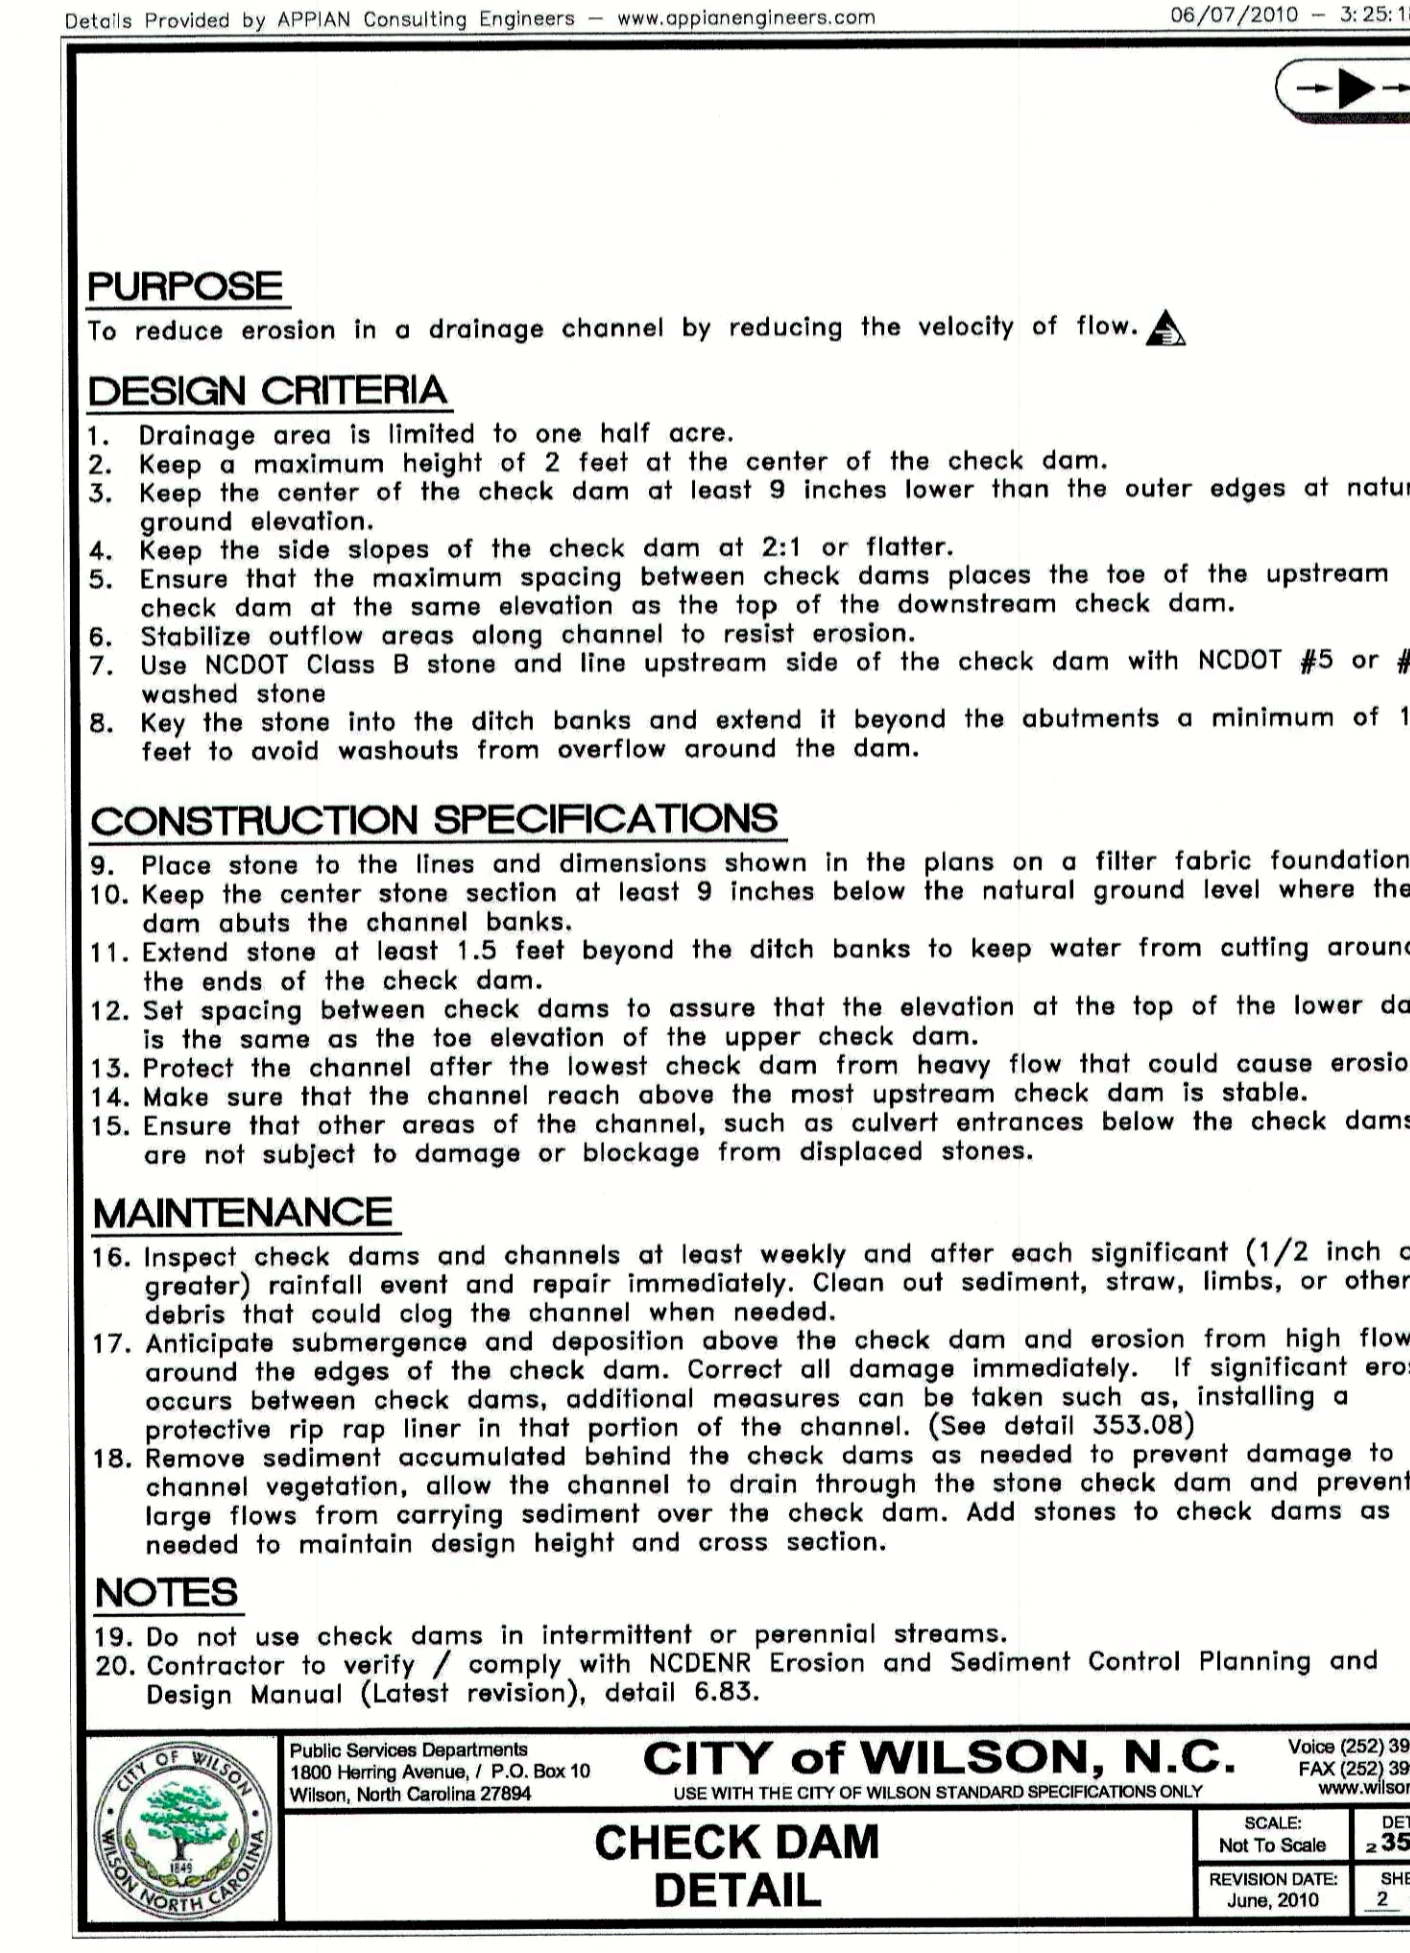 Details Provided by APPIAN Consulting Engineers – www.appianengineers.com 06/07/2010 – 3:25:18
PURPOSE
To reduce erosion in a drainage channel by reducing the velocity of flow.
DESIGN CRITERIA
1. Drainage area is limited to one half acre.
2. Keep a maximum height of 2 feet at the center of the check dam.
3. Keep the center of the check dam at least 9 inches lower than the outer edges at
ground elevation.
4. Keep the side slopes of the check dam at 2:1 or flatter.
5. Ensure that the maximum spacing between check dams places the toe of the upstream
check dam at the same elevation as the top of the downstream check dam.
6. Stabilize outflow areas along channel to resist erosion.
7. Use NCDOT Class B stone and line upstream side of the check dam with NCDOT #5 or #
washed stone
8. Key the stone into the ditch banks and extend it beyond the abutments a minimum of 1
feet to avoid washouts from overflow around the dam.
CONSTRUCTION SPECIFICATIONS
9. Place stone to the lines and dimensions shown in the plans on a filter fabric foundation
10. Keep the center stone section at least 9 inches below the natural ground level where the
dam abuts the channel banks.
11. Extend stone at least 1.5 feet beyond the ditch banks to keep water from cutting around
the ends of the check dam.
12. Set spacing between check dams to assure that the elevation at the top of the lower
is the same as the toe elevation of the upper check dam.
13. Protect the channel after the lowest check dam from heavy flow that could cause erosio
14. Make sure that the channel reach above the most upstream check dam is stable.
15. Ensure that other areas of the channel, such as culvert entrances below the check dams
are not subject to damage or blockage from displaced stones.
MAINTENANCE
16. Inspect check dams and channels at least weekly and after each significant (1/2 inch
greater) rainfall event and repair immediately. Clean out sediment, straw, limbs, or other
debris that could clog the channel when needed.
17. Anticipate submergence and deposition above the check dam and erosion from high flow
around the edges of the check dam. Correct all damage immediately. If significant
occurs between check dams, additional measures can be taken such as, installing a
protective rip rap liner in that portion of the channel. (See detail 353.08)
18. Remove sediment accumulated behind the check dams as needed to prevent damage to
channel vegetation, allow the channel to drain through the stone check dam and prevent
large flows from carrying sediment over the check dam. Add stones to check dams as
needed to maintain design height and cross section.
NOTES
19. Do not use check dams in intermittent or perennial streams.
20. Contractor to verify / comply with NCDENR Erosion and Sediment Control Planning and
Design Manual (Latest revision), detail 6.83.
CITY OF WILSON
1849
WILSON NORTH CAROLINA
Public Services Departments
1800 Herring Avenue, / P.O. Box 10
Wilson, North Carolina 27894
CITY of WILSON, N.C.
USE WITH THE CITY OF WILSON STANDARD SPECIFICATIONS ONLY
Voice (252) 39
FAX (252) 39
www.wilson
CHECK DAM
DETAIL
SCALE:
Not To Scale
REVISION DATE:
June, 2010
DET
2 35
SHE
2